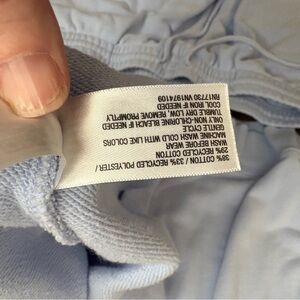 38% COTTON / 33% RECYCLED POLYESTER /
29% RECYCLED COTTON
WASH BEFORE WEAR
MACHINE WASH COLD WITH LIKE COLORS
GENTLE CYCLE
ONLY NON-CHLORINE BLEACH IF NEEDED
TUMBLE DRY LOW, REMOVE PROMPTLY
COOL IRON IF NEEDED
RN17730 VN1974109